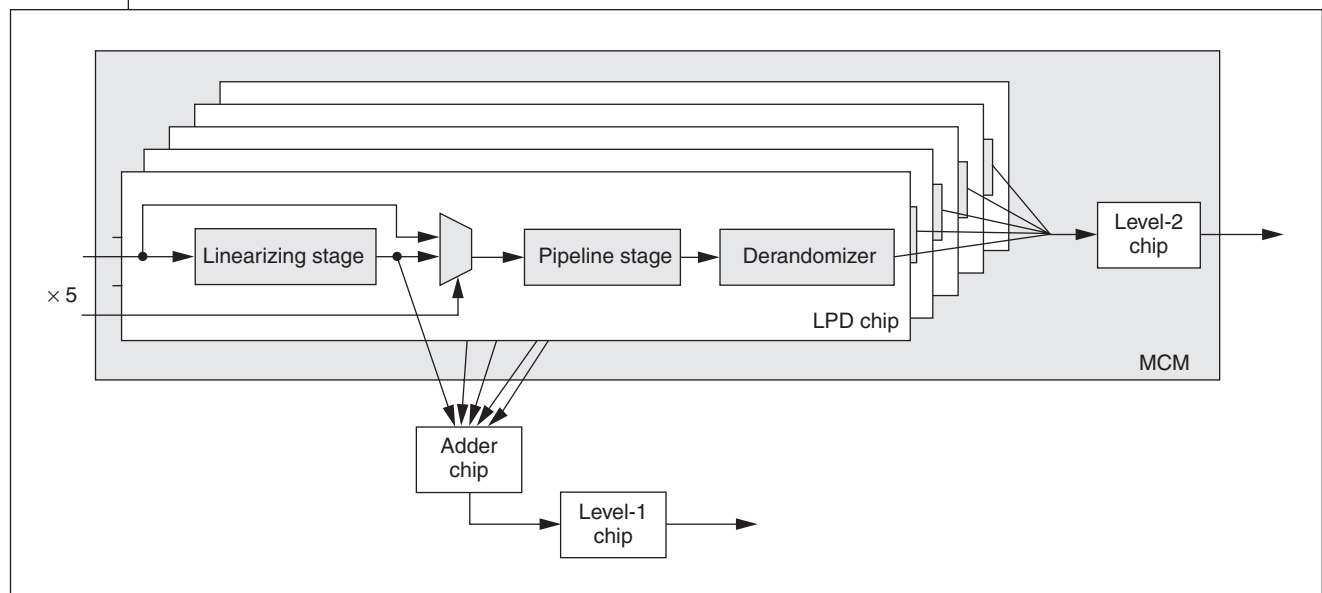 Linearizing stage
Pipeline stage
Derandomizer
Level-2
chip
× 5
LPD chip
MCM
Adder
chip
Level-1
chip